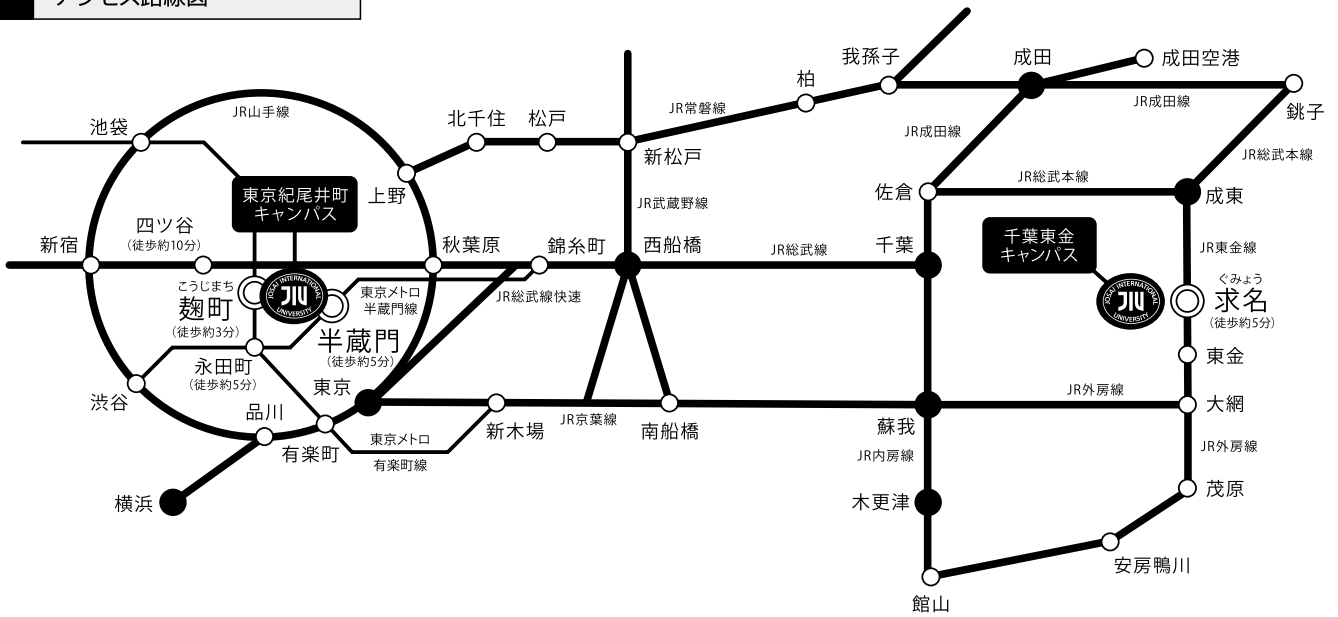 アクセス路線図
我孫子
成田
成田空港
柏
JR常磐線
JR成田線
銚子
JR山手線
北千住
松戸
新松戸
池袋
JR成田線
JR総武本線
東京紀尾井町
キャンパス
上野
JR武蔵野線
佐倉
JR総武本線
成東
四ツ谷
(徒歩約10分)
新宿
秋葉原
錦糸町
西船橋
JR総武線
千葉
千葉東金
キャンパス
JR東金線
こうじまち
麹町
(徒歩約3分)
JOSAI INTERNATIONAL
JIU
UNIVERSITY
東京メトロ
半蔵門線
JR総武線快速
JOSAI INTERNATIONAL
JIU
UNIVERSITY
ぐみょう
求名
(徒歩約5分)
半蔵門
(徒歩約5分)
永田町
(徒歩約5分)
東金
東京
渋谷
品川
有楽町
東京メトロ
有楽町線
新木場
JR京葉線
南船橋
蘇我
JR外房線
大網
JR内房線
JR外房線
横浜
木更津
茂原
安房鴨川
館山